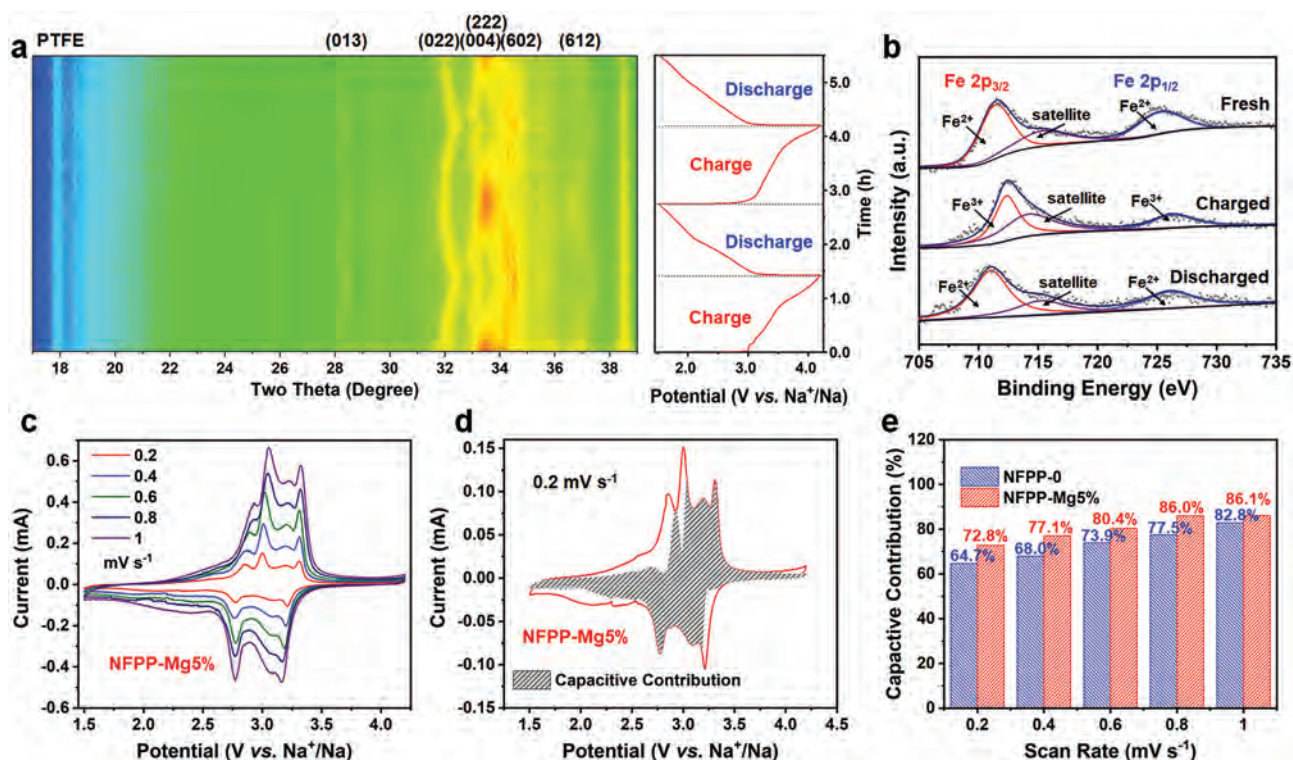 a
PTFE
(013)
(222)
(022)(004)(602)
(612)
18
20
22
24
26
28
30
32
34
36
38
Two Theta (Degree)
Discharge
Charge
Discharge
Charge
2.0
3.0
4.0
Potential (V vs. Na⁺/Na)
5.0
4.0
3.0
2.0
1.0
0.0
Time (h)
b
Fe 2p3/2
Fe 2p1/2
Fe²⁺
satellite
Fe²⁺
Fresh
Fe³⁺
satellite
Fe³⁺
Charged
Fe²⁺
satellite
Fe²⁺
Discharged
Intensity (a.u.)
705
710
715
720
725
730
735
Binding Energy (eV)
c
0.6
0.4
0.2
0.0
-0.2
-0.4
-0.6
Current (mA)
0.2
0.4
0.6
0.8
1
mV s⁻¹
NFPP-Mg5%
1.5
2.0
2.5
3.0
3.5
4.0
Potential (V vs. Na⁺/Na)
d
0.15
0.10
0.05
0.00
-0.05
-0.10
-0.15
Current (mA)
0.2 mV s⁻¹
NFPP-Mg5%
Capacitive Contribution
1.5
2.0
2.5
3.0
3.5
4.0
4.5
Potential (V vs. Na⁺/Na)
e
120
100
80
60
40
20
0
Capactive Contribution (%)
NFPP-0
NFPP-Mg5%
64.7%
72.8%
68.0%
77.1%
73.9%
80.4%
77.5%
86.0%
82.8%
86.1%
0.2
0.4
0.6
0.8
1
Scan Rate (mV s⁻¹)